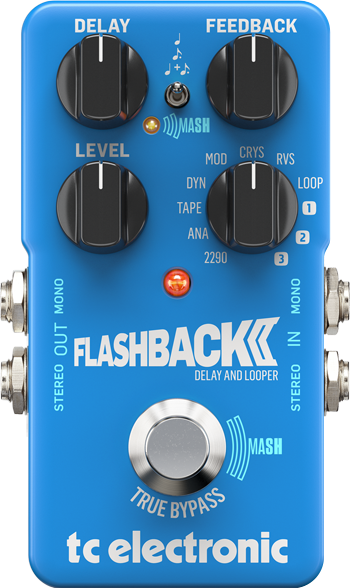 DELAY
FEEDBACK
MASH
LEVEL
MOD
CRYS
RVS
DYN
LOOP
TAPE
1
ANA
2
2290
3
STEREO OUT MONO
STEREO IN MONO
FLASHBACK
DELAY AND LOOPER
MASH
TRUE BYPASS
tc electronic